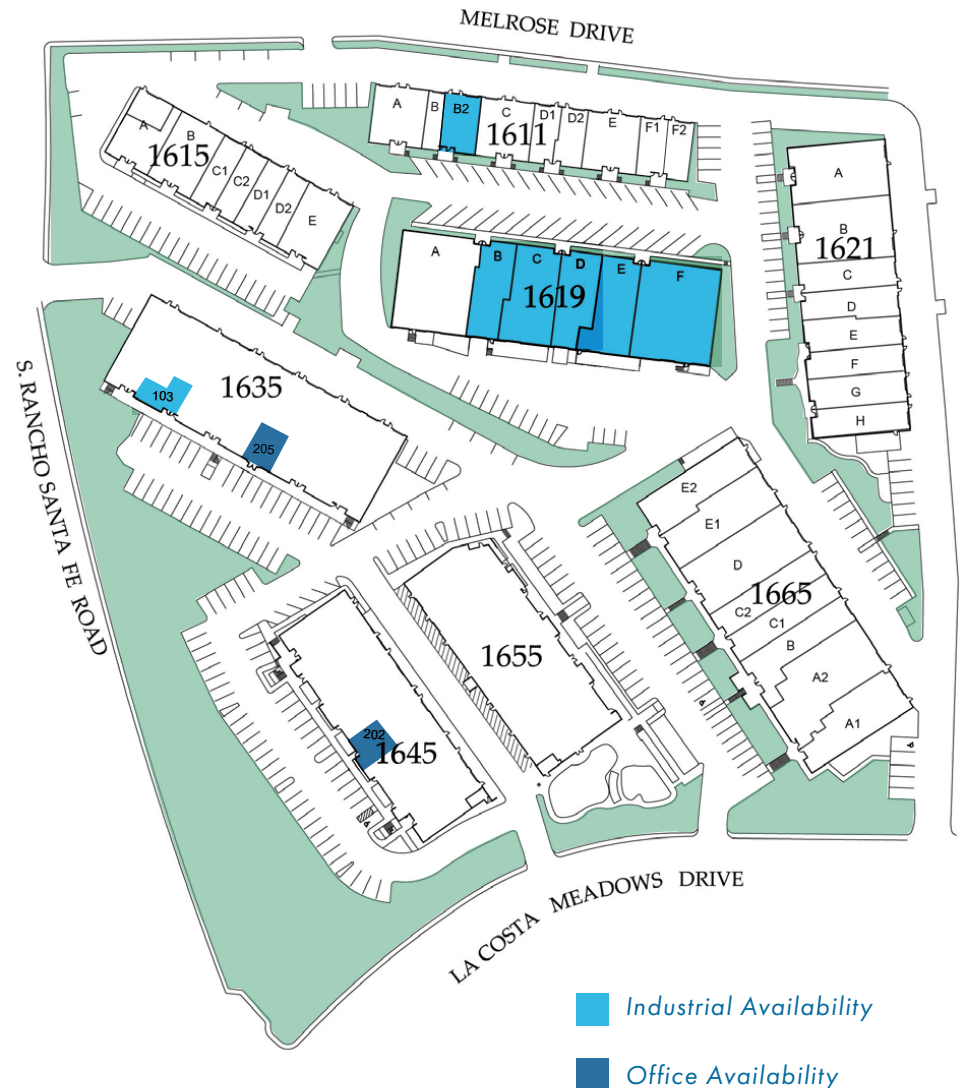 MELROSE DRIVE
A
B
B2
C
D1
D2
E
F1
F2
1611
A
B
C1
C2
D1
D2
E
1615
A
B
C
D
E
F
1619
A
B
1621
C
D
E
F
G
H
S. RANCHO SANTA FE ROAD
1635
103
205
E2
E1
D
1665
C2
C1
B
A2
A1
1655
202
1645
LA COSTA MEADOWS DRIVE
Industrial Availability
Office Availability